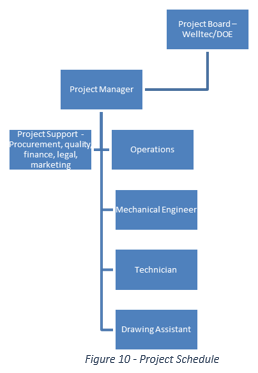 Project Board –
Welltec/DOE
Project Manager
Project Support -
Procurement, quality,
finance, legal,
marketing
Operations
Mechanical Engineer
Technician
Drawing Assistant
Figure 10 - Project Schedule